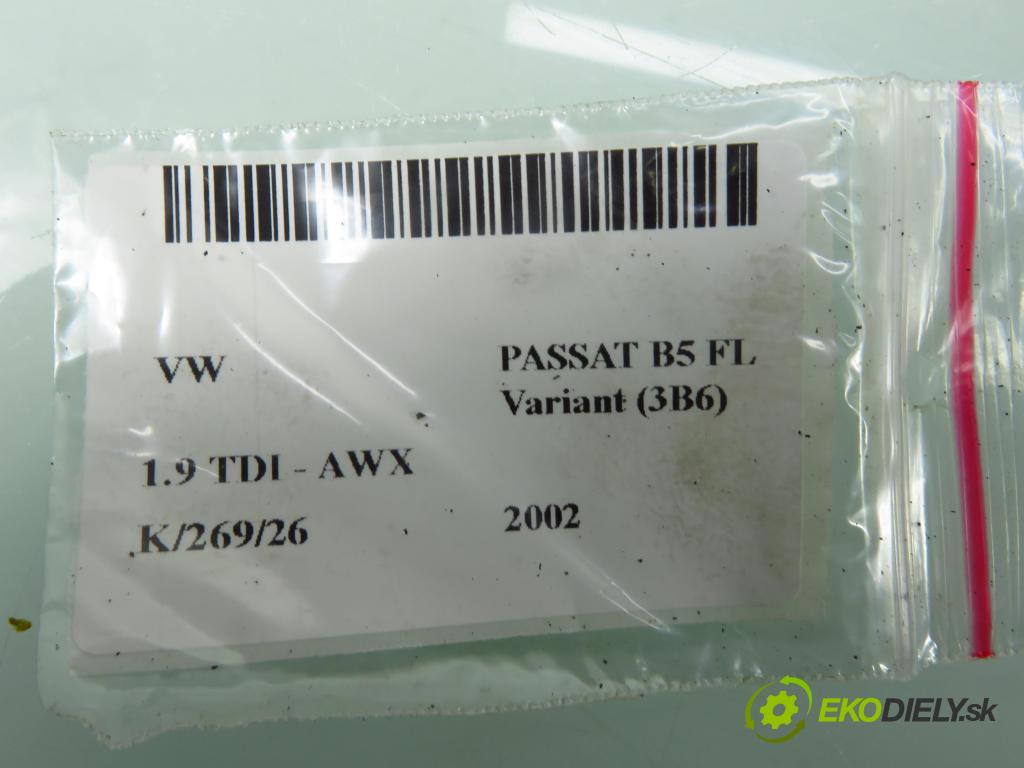 VW
PASSAT B5 FL
Variant (3B6)
1.9 TDI - AWX
K/269/26
2002
EKODIELY.sk